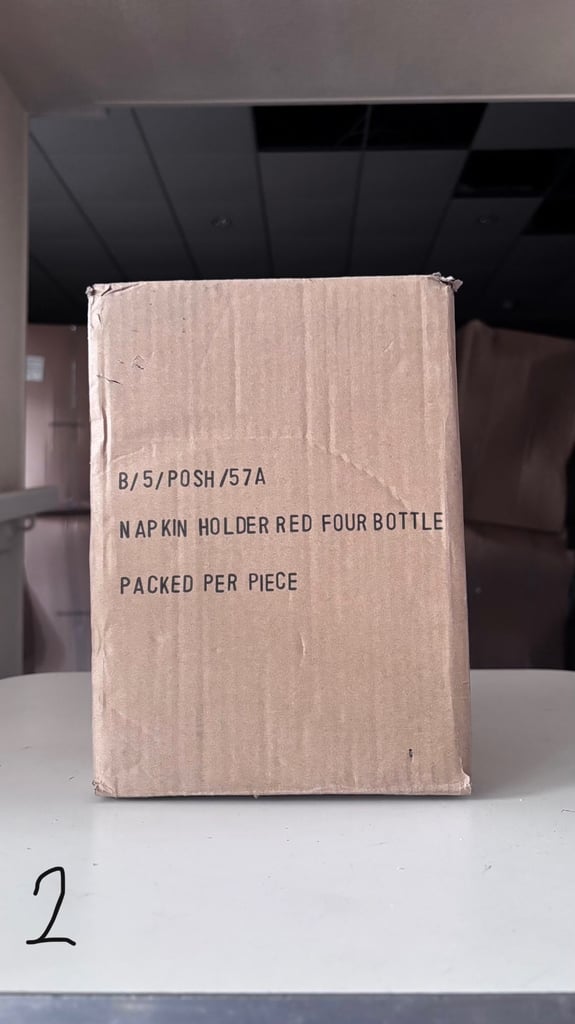 B/5/POSH/57A
NAPKIN HOLDER RED FOUR BOTTLE
PACKED PER PIECE
2